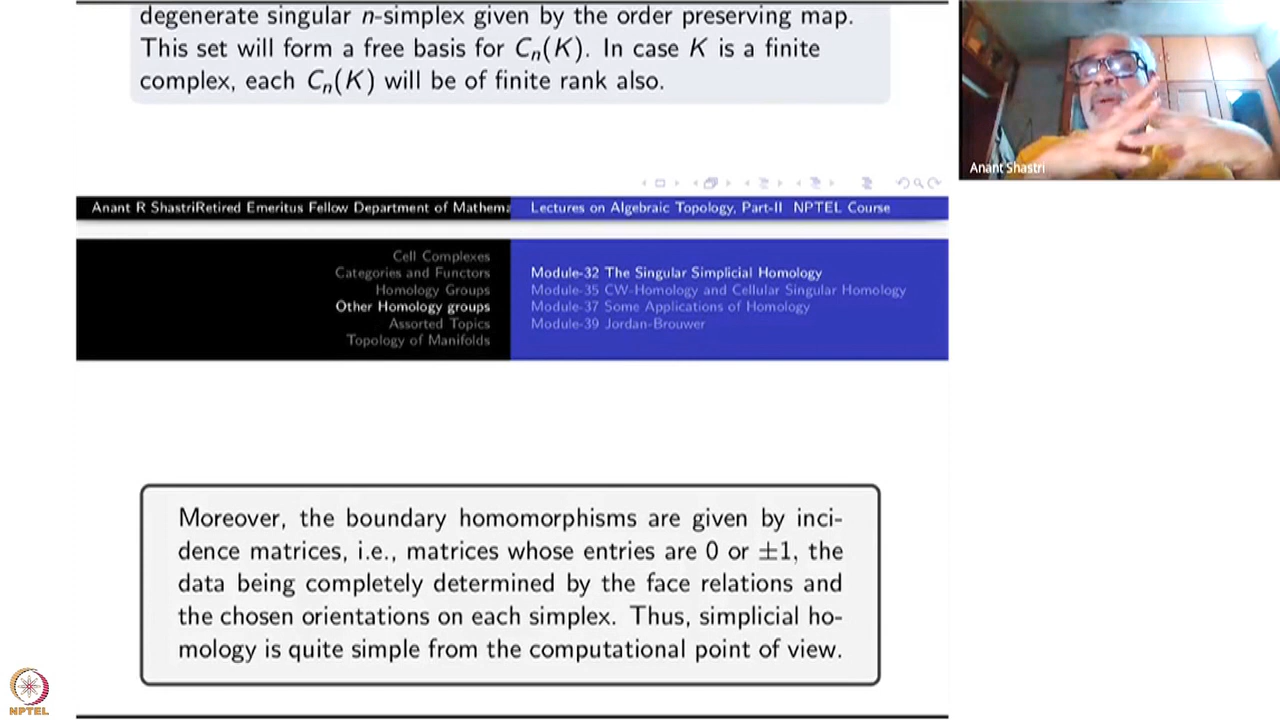 degenerate singular n-simplex given by the order preserving map.
This set will form a free basis for Cₙ(K). In case K is a finite
complex, each Cₙ(K) will be of finite rank also.
Anant Shastri
Anant R ShastriRetired Emeritus Fellow Department of Mathema
Lectures on Algebraic Topology, Part-II NPTEL Course
Cell Complexes
Categories and Functors
Homology Groups
Other Homology groups
Assorted Topics
Topology of Manifolds
Module-32 The Singular Simplicial Homology
Module-35 CW-Homology and Cellular Singular Homology
Module-37 Some Applications of Homology
Module-39 Jordan-Brouwer
Moreover, the boundary homomorphisms are given by inci-
dence matrices, i.e., matrices whose entries are 0 or ±1, the
data being completely determined by the face relations and
the chosen orientations on each simplex. Thus, simplicial ho-
mology is quite simple from the computational point of view.
NPTEL